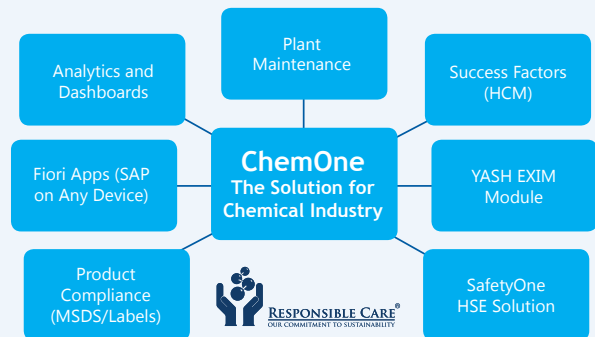 Plant
Maintenance
Analytics and
Dashboards
Success Factors
(HCM)
ChemOne
The Solution for
Chemical Industry
Fiori Apps (SAP
on Any Device)
YASH EXIM
Module
Product
Compliance
(MSDS/Labels)
SafetyOne
HSE Solution
RESPONSIBLE CARE®
OUR COMMITMENT TO SUSTAINABILITY